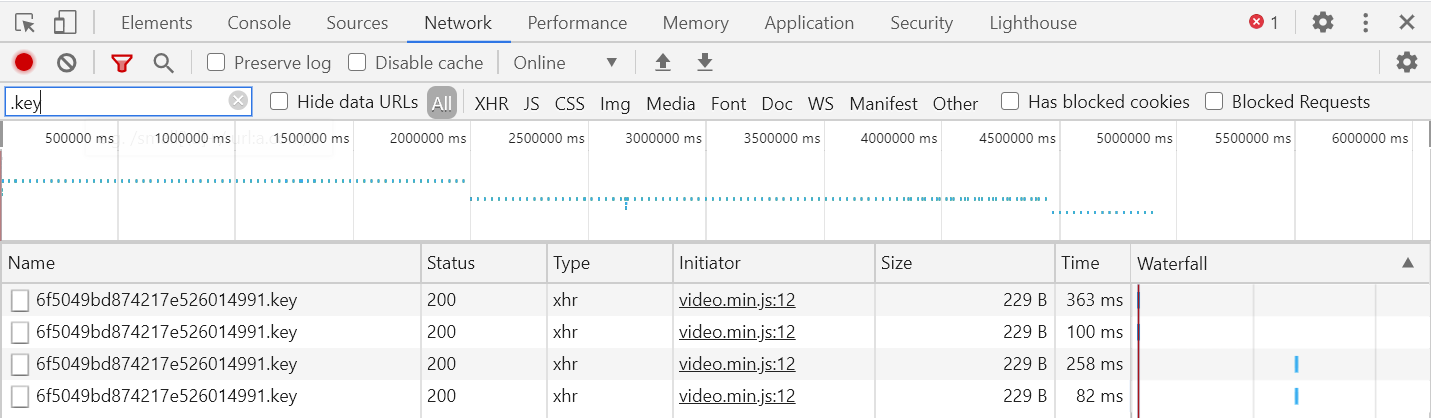 Elements Console Sources Network Performance Memory Application Security Lighthouse 1
Preserve log Disable cache Online
.key Hide data URLs All XHR JS CSS Img Media Font Doc WS Manifest Other Has blocked cookies Blocked Requests
500000 ms 1000000 ms 1500000 ms 2000000 ms 2500000 ms 3000000 ms 3500000 ms 4000000 ms 4500000 ms 5000000 ms 5500000 ms 6000000 ms
Name Status Type Initiator Size Time Waterfall
6f5049bd874217e526014991.key 200 xhr video.min.js:12 229 B 363 ms
6f5049bd874217e526014991.key 200 xhr video.min.js:12 229 B 100 ms
6f5049bd874217e526014991.key 200 xhr video.min.js:12 229 B 258 ms
6f5049bd874217e526014991.key 200 xhr video.min.js:12 229 B 82 ms